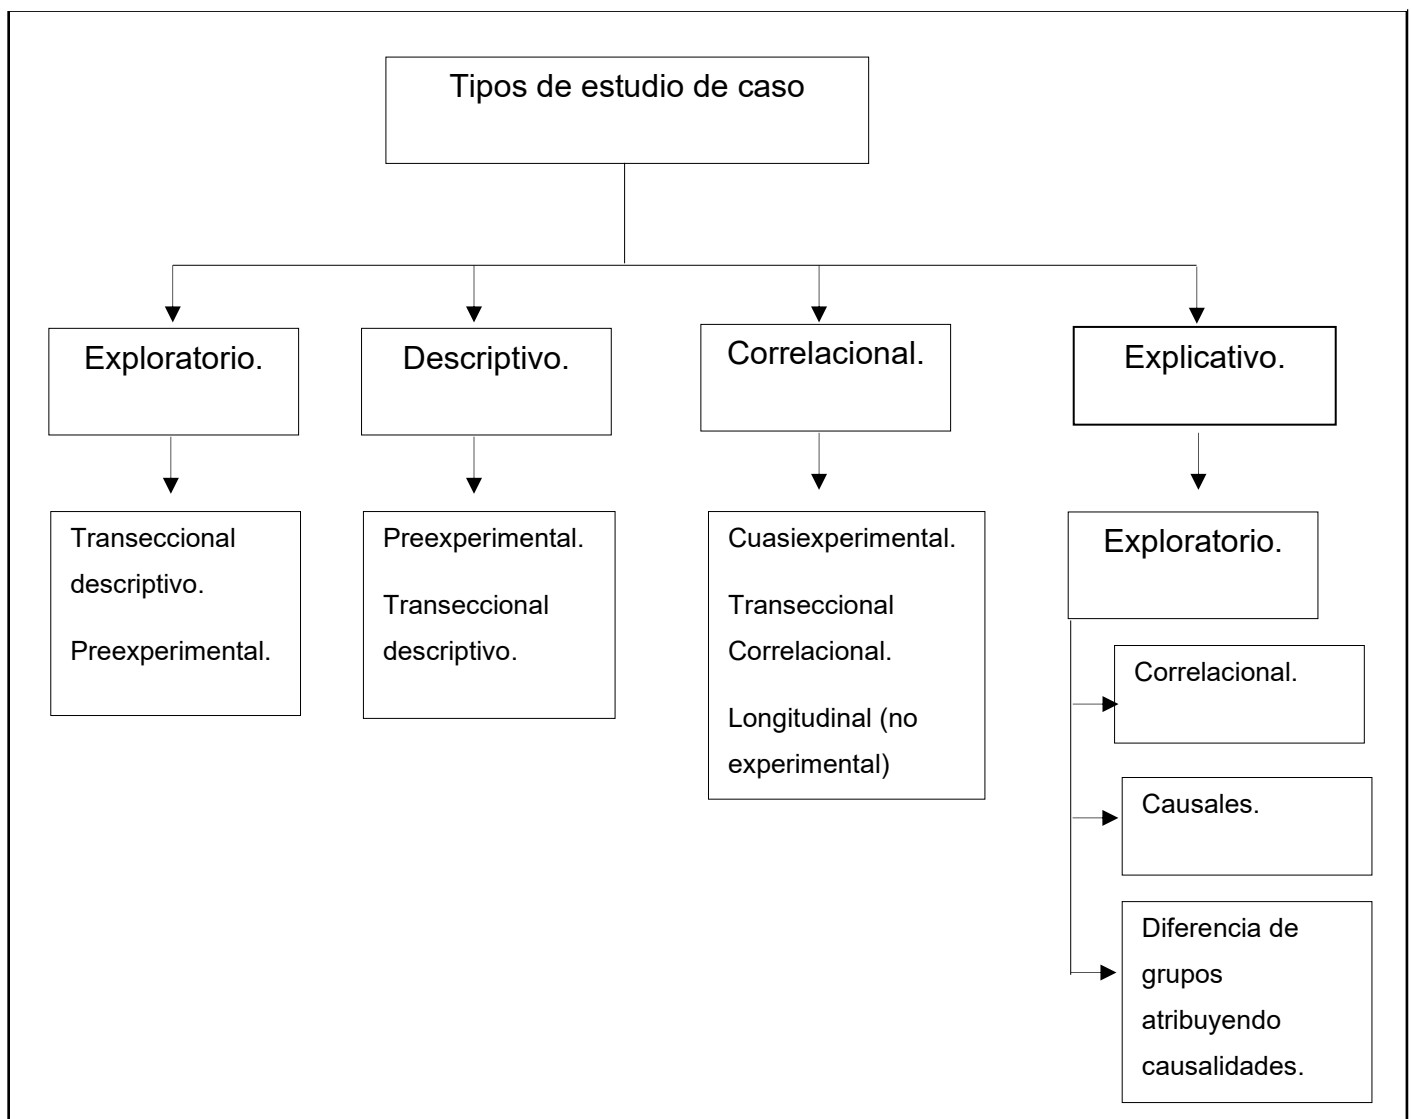 Tipos de estudio de caso
Exploratorio.
Descriptivo.
Correlacional.
Explicativo.
Transeccional
descriptivo.
Preexperimental.
Preexperimental.
Transeccional
descriptivo.
Cuasiexperimental.
Transeccional
Correlacional.
Longitudinal (no
experimental)
Exploratorio.
Correlacional.
Causales.
Diferencia de
grupos
atribuyendo
causalidades.